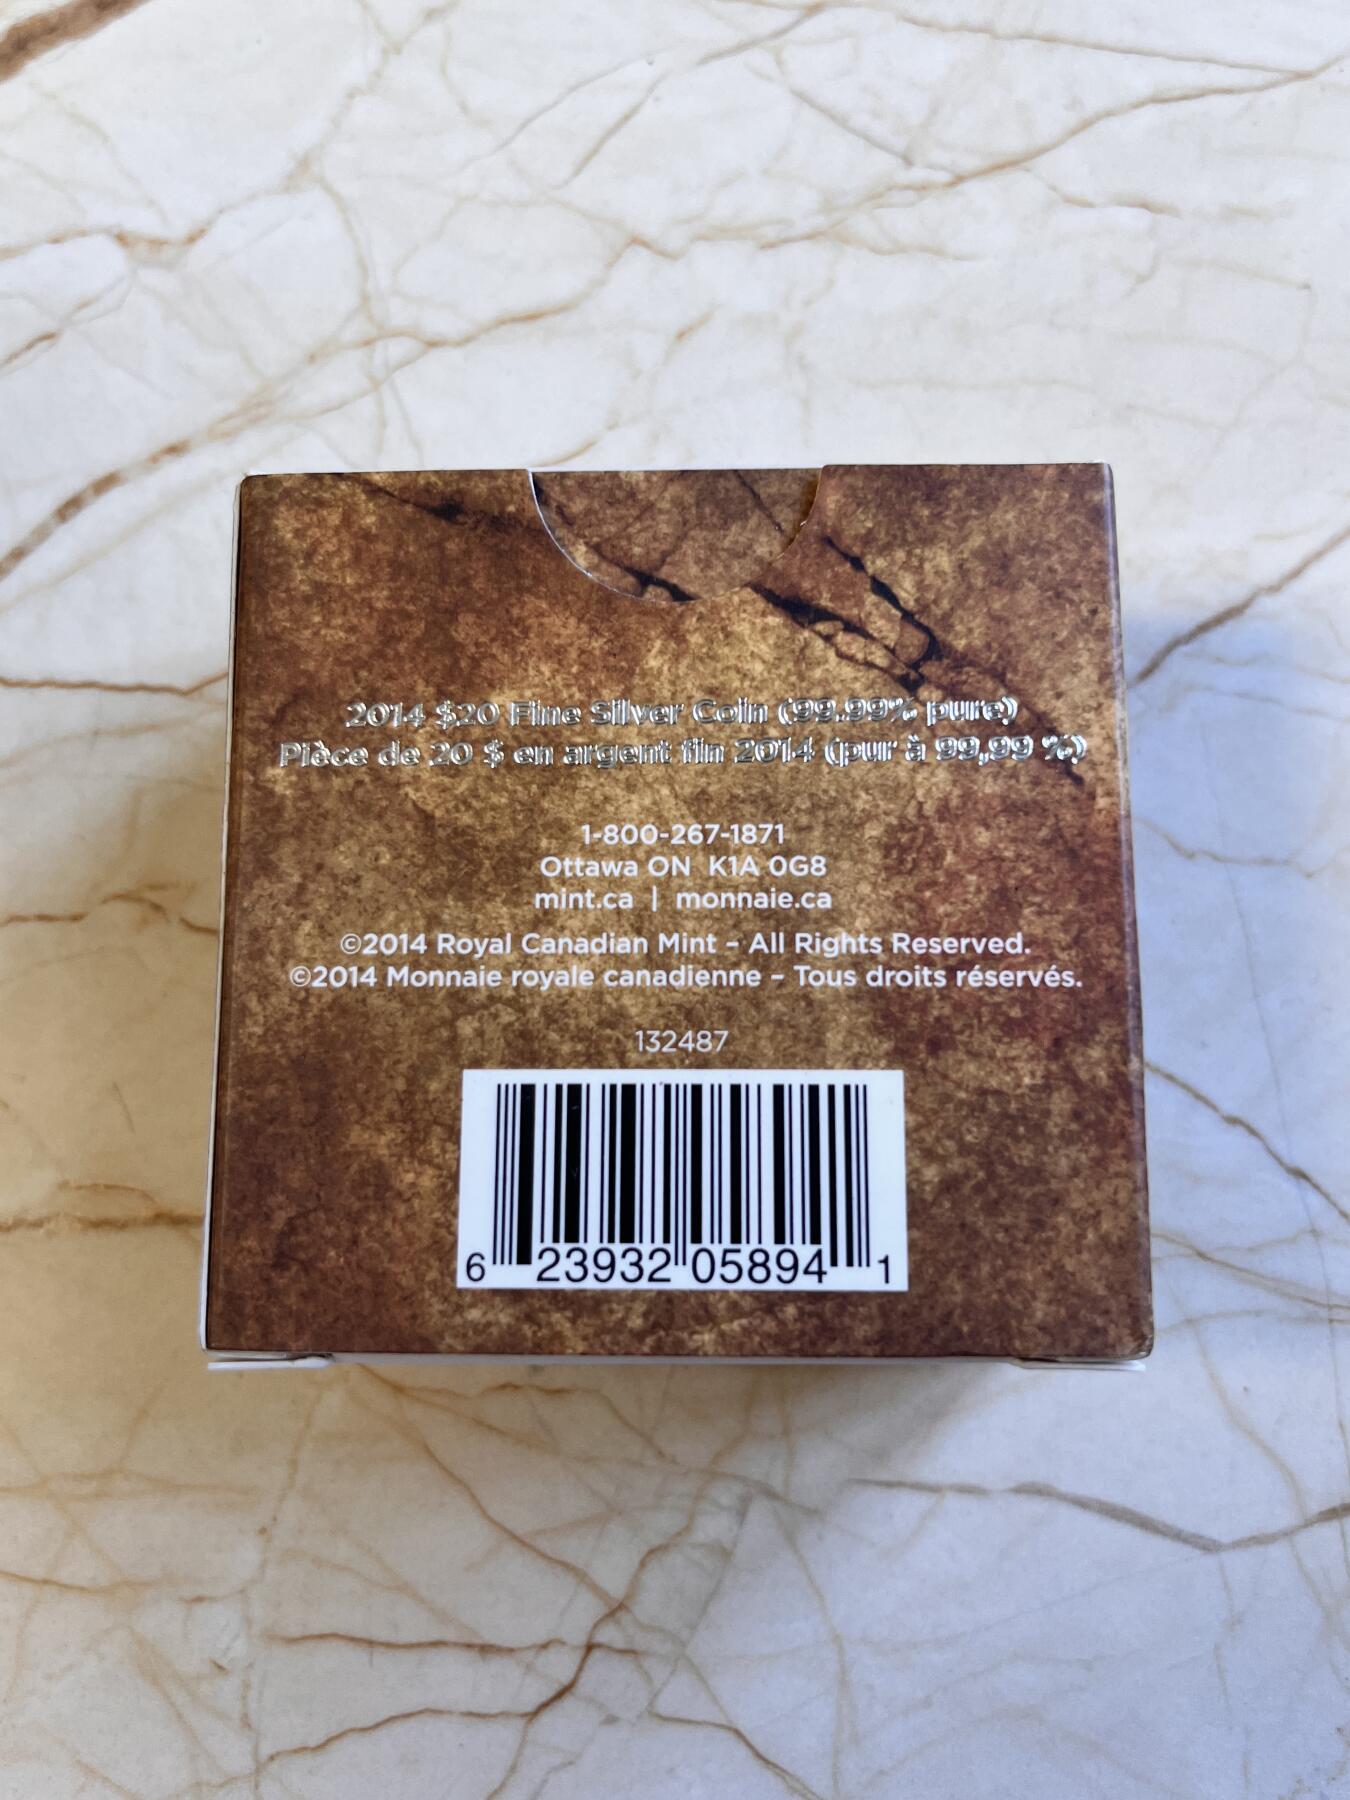 2014 $20 Fine Silver Coin (99.99% pure)
Pièce de 20 $ en argent fin 2014 (pur à 99,99 %)
1-800-267-1871
Ottawa ON  K1A 0G8
mint.ca | monnaie.ca
©2014 Royal Canadian Mint – All Rights Reserved.
©2014 Monnaie royale canadienne – Tous droits réservés.
132487
6 23932 05894 1